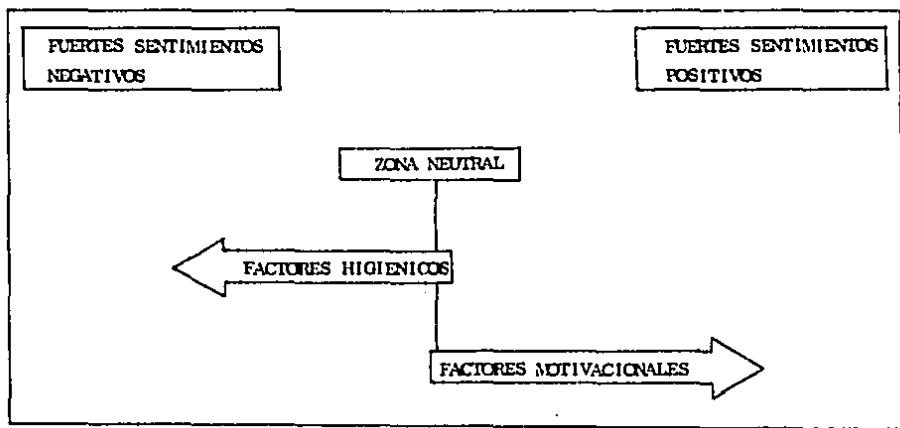 FUERTES SENTIMIENTOS
NEGATIVOS
FUERTES SENTIMIENTOS
POSITIVOS
ZONA NEUTRAL
FACTORES HIGIENICOS
FACTORES MOTIVACIONALES